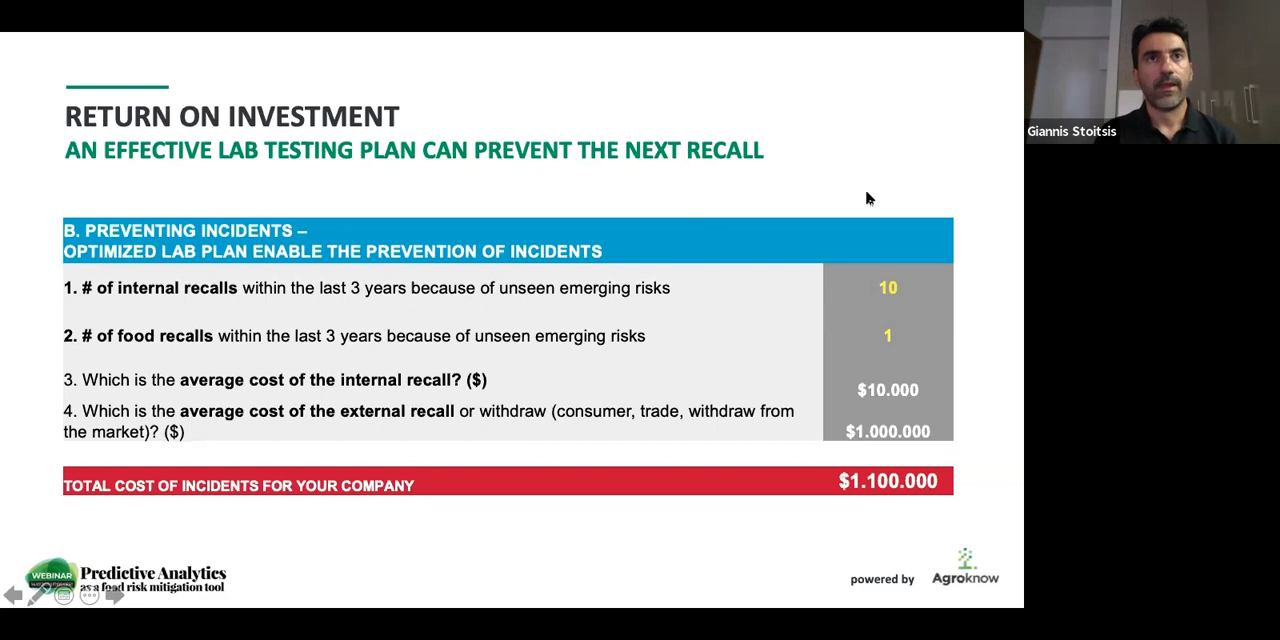 RETURN ON INVESTMENT
AN EFFECTIVE LAB TESTING PLAN CAN PREVENT THE NEXT RECALL
Giannis Stoitsis
B. PREVENTING INCIDENTS –
OPTIMIZED LAB PLAN ENABLE THE PREVENTION OF INCIDENTS
1. # of internal recalls within the last 3 years because of unseen emerging risks 10
2. # of food recalls within the last 3 years because of unseen emerging risks 1
3. Which is the average cost of the internal recall? ($) $10.000
4. Which is the average cost of the external recall or withdraw (consumer, trade, withdraw from
the market)? ($) $1.000.000
TOTAL COST OF INCIDENTS FOR YOUR COMPANY $1.100.000
WEBINAR
Predictive Analytics
as a food risk mitigation tool
powered by
Agroknow